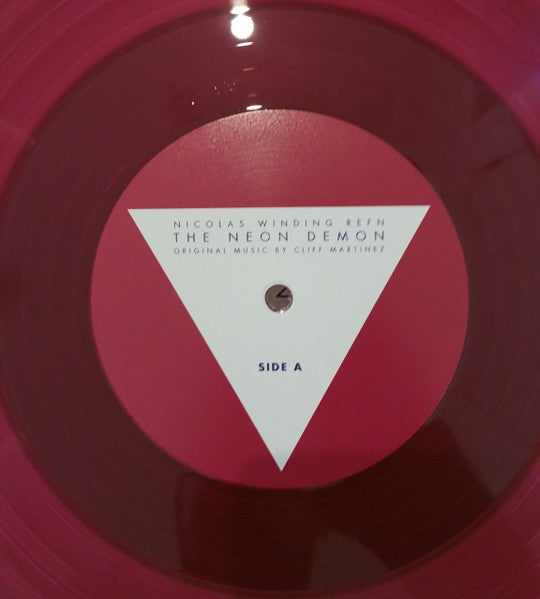 NICOLAS WINDING REFN
THE NEON DEMON
ORIGINAL MUSIC BY CLIFF MARTINEZ
SIDE A